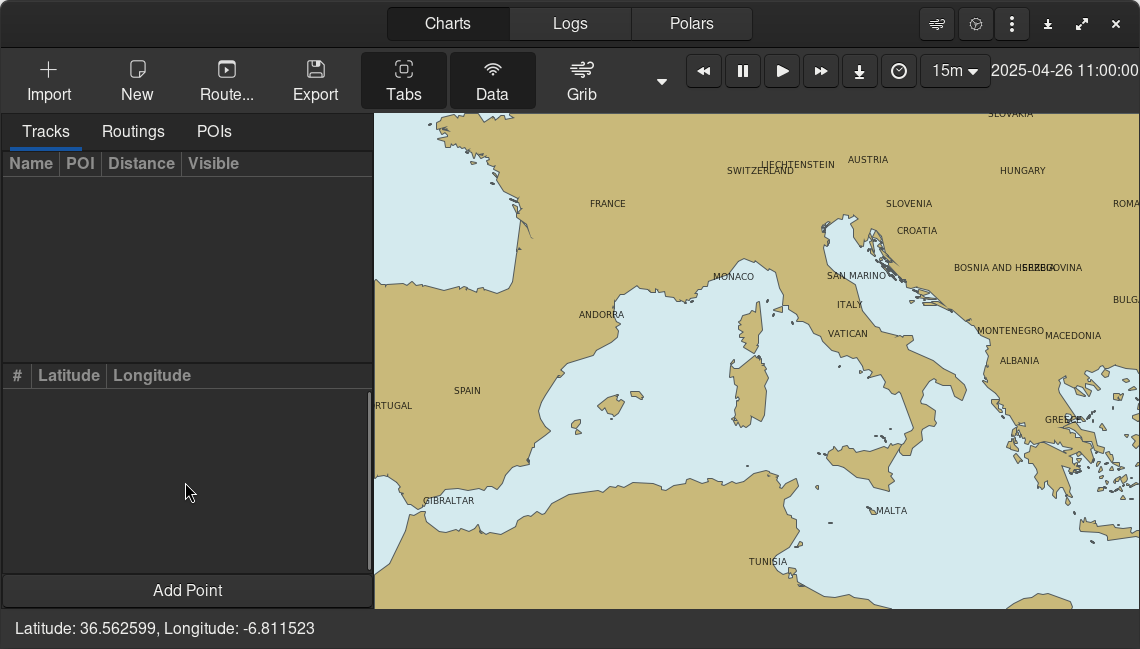 Charts Logs Polars
Import New Route... Export Tabs Data Grib 15m 2025-04-26 11:00:00
Tracks Routings POIs
Name POI Distance Visible
# Latitude Longitude
Add Point
SLOVAKIA
AUSTRIA
LIECHTENSTEIN
SWITZERLAND
HUNGARY
FRANCE
SLOVENIA
ROMA
CROATIA
BOSNIA AND HERZEGOVINA
SERBIA
MONACO
SAN MARINO
BULGA
ITALY
ANDORRA
VATICAN
MONTENEGRO
MACEDONIA
ALBANIA
SPAIN
RTUGAL
GREECE
GIBRALTAR
MALTA
TUNISIA
Latitude: 36.562599, Longitude: -6.811523